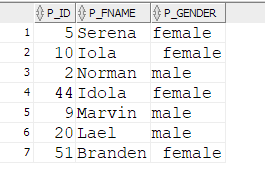 P_ID P_FNAME P_GENDER
1 5 Serena female
2 10 Iola female
3 2 Norman male
4 44 Idola female
5 9 Marvin male
6 20 Lael male
7 51 Branden female